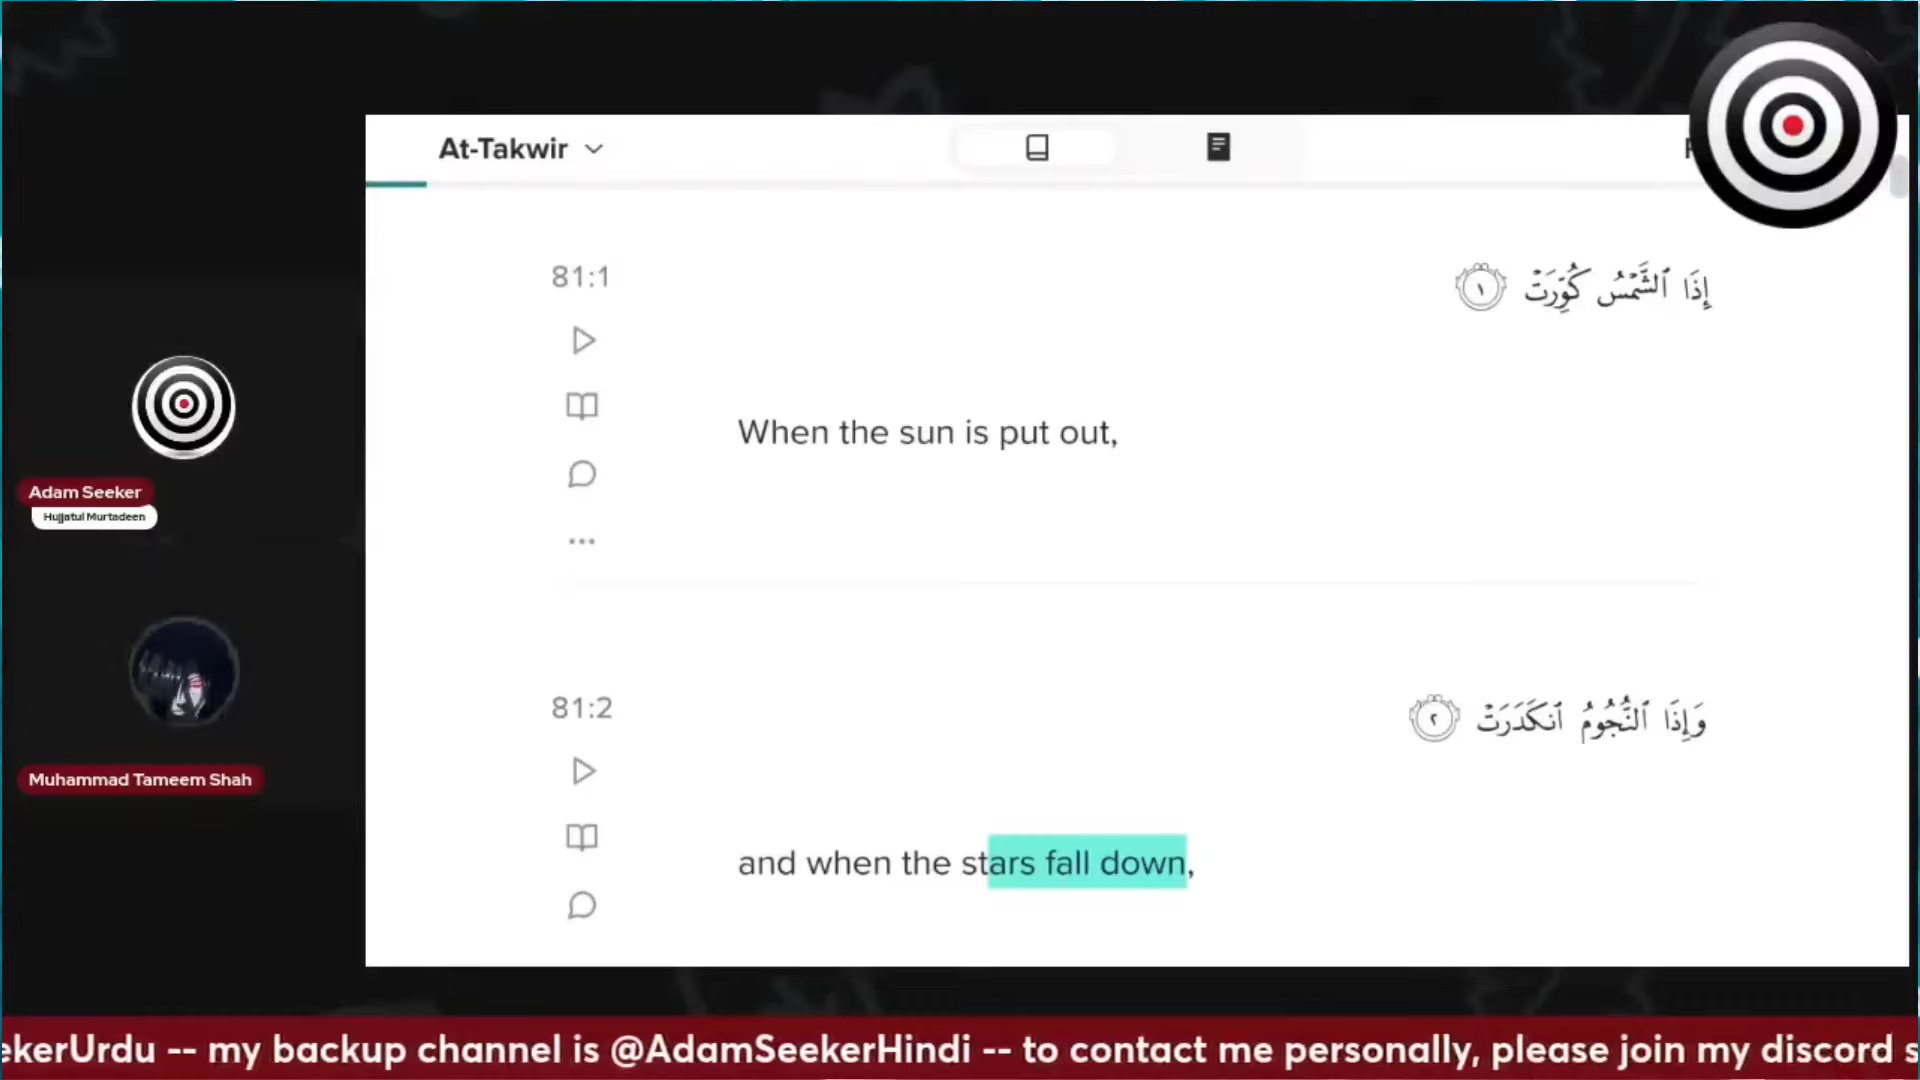 At-Takwir
81:1
إِذَا ٱلشَّمْسُ كُوِّرَتْ ١
When the sun is put out,
Adam Seeker
Hujjatul Murtadeen
81:2
وَإِذَا ٱلنُّجُومُ ٱنكَدَرَتْ ٢
Muhammad Tameem Shah
and when the stars fall down,
ekerUrdu -- my backup channel is @AdamSeekerHindi -- to contact me personally, please join my discord s